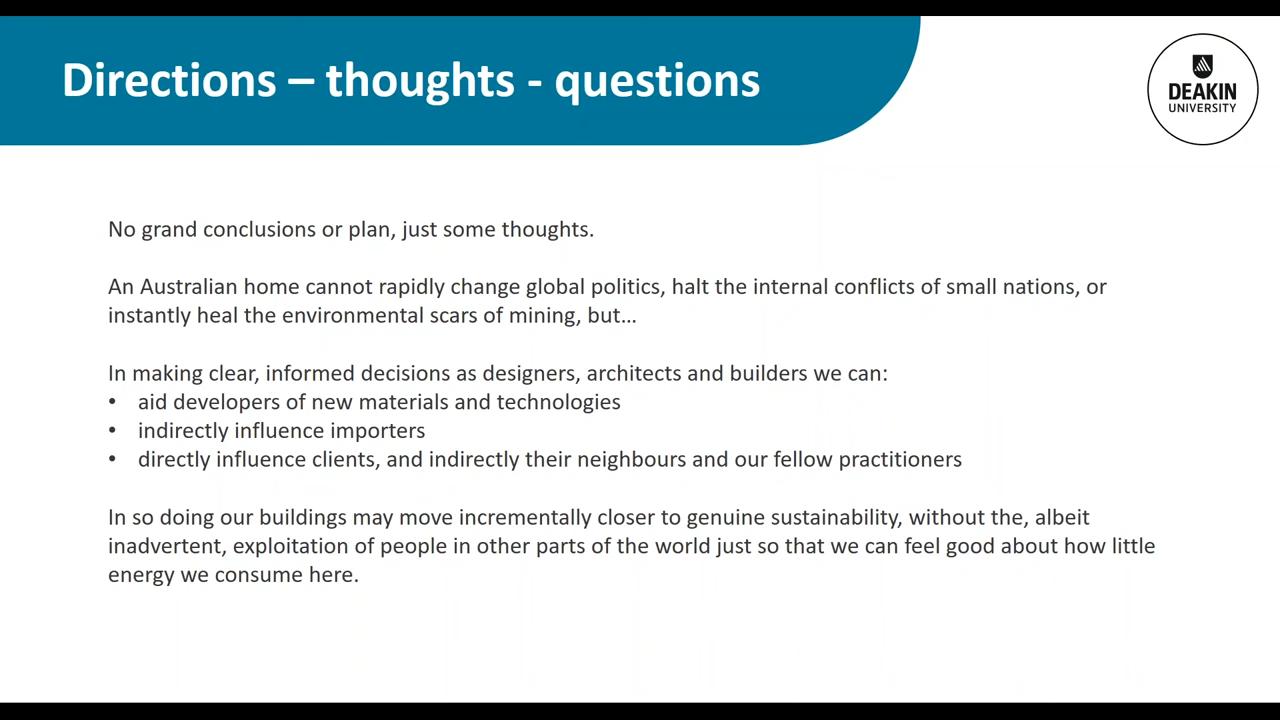 Directions – thoughts - questions
DEAKIN
UNIVERSITY
No grand conclusions or plan, just some thoughts.
An Australian home cannot rapidly change global politics, halt the internal conflicts of small nations, or
instantly heal the environmental scars of mining, but…
In making clear, informed decisions as designers, architects and builders we can:
• aid developers of new materials and technologies
• indirectly influence importers
• directly influence clients, and indirectly their neighbours and our fellow practitioners
In so doing our buildings may move incrementally closer to genuine sustainability, without the, albeit
inadvertent, exploitation of people in other parts of the world just so that we can feel good about how little
energy we consume here.